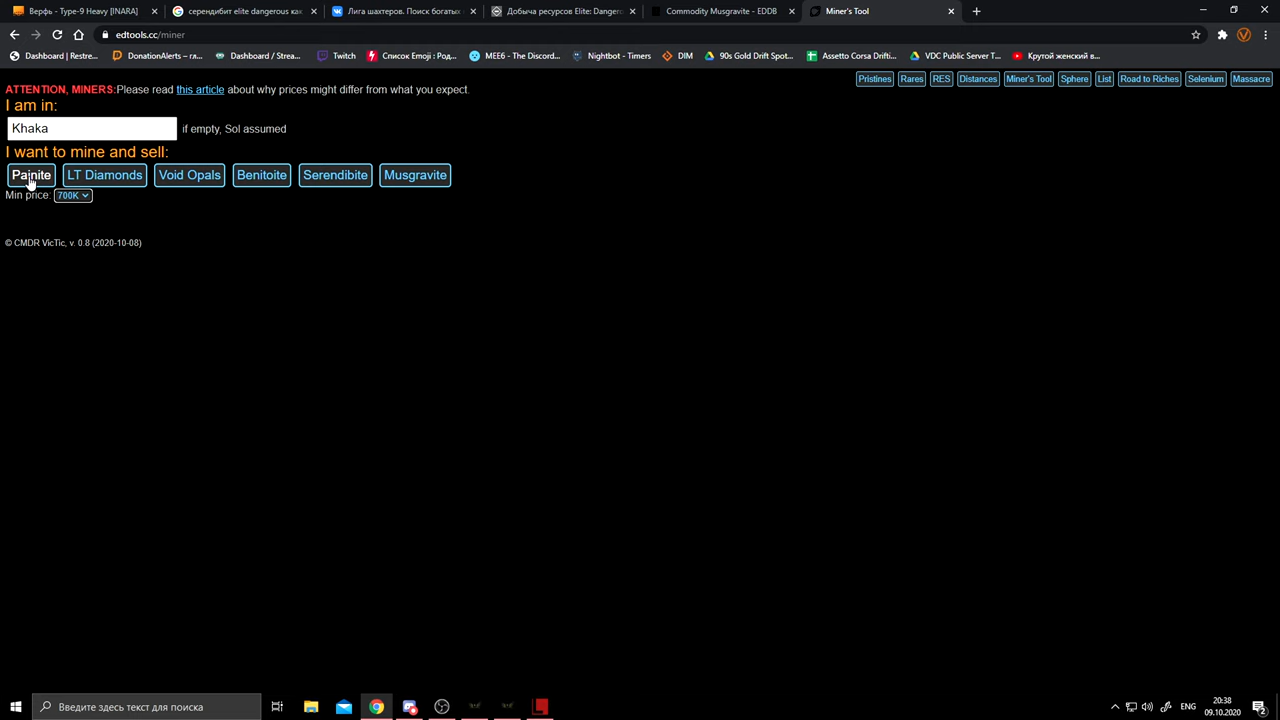 Верфь - Type-9 Heavy [INARA]
серендибит elite dangerous как
Лига шахтеров. Поиск богатых
Добыча ресурсов Elite: Danger
Commodity Musgravite - EDDB
Miner's Tool
edtools.cc/miner
Dashboard | Restre...
DonationAlerts – гл...
Dashboard / Strea...
Twitch
Список Emoji : Род...
MEE6 - The Discord...
Nightbot - Timers
DIM
90s Gold Drift Spot...
Assetto Corsa Drifti...
VDC Public Server T...
Крутой женский в...
Pristines
Rares
RES
Distances
Miner's Tool
Sphere
List
Road to Riches
Selenium
Massacre
ATTENTION, MINERS:Please read this article about why prices might differ from what you expect.
I am in:
Khaka if empty, Sol assumed
I want to mine and sell:
Painite LT Diamonds Void Opals Benitoite Serendibite Musgravite
Min price: 700K
© CMDR VicTic, v. 0.8 (2020-10-08)
Введите здесь текст для поиска
ENG
20:38
09.10.2020
2